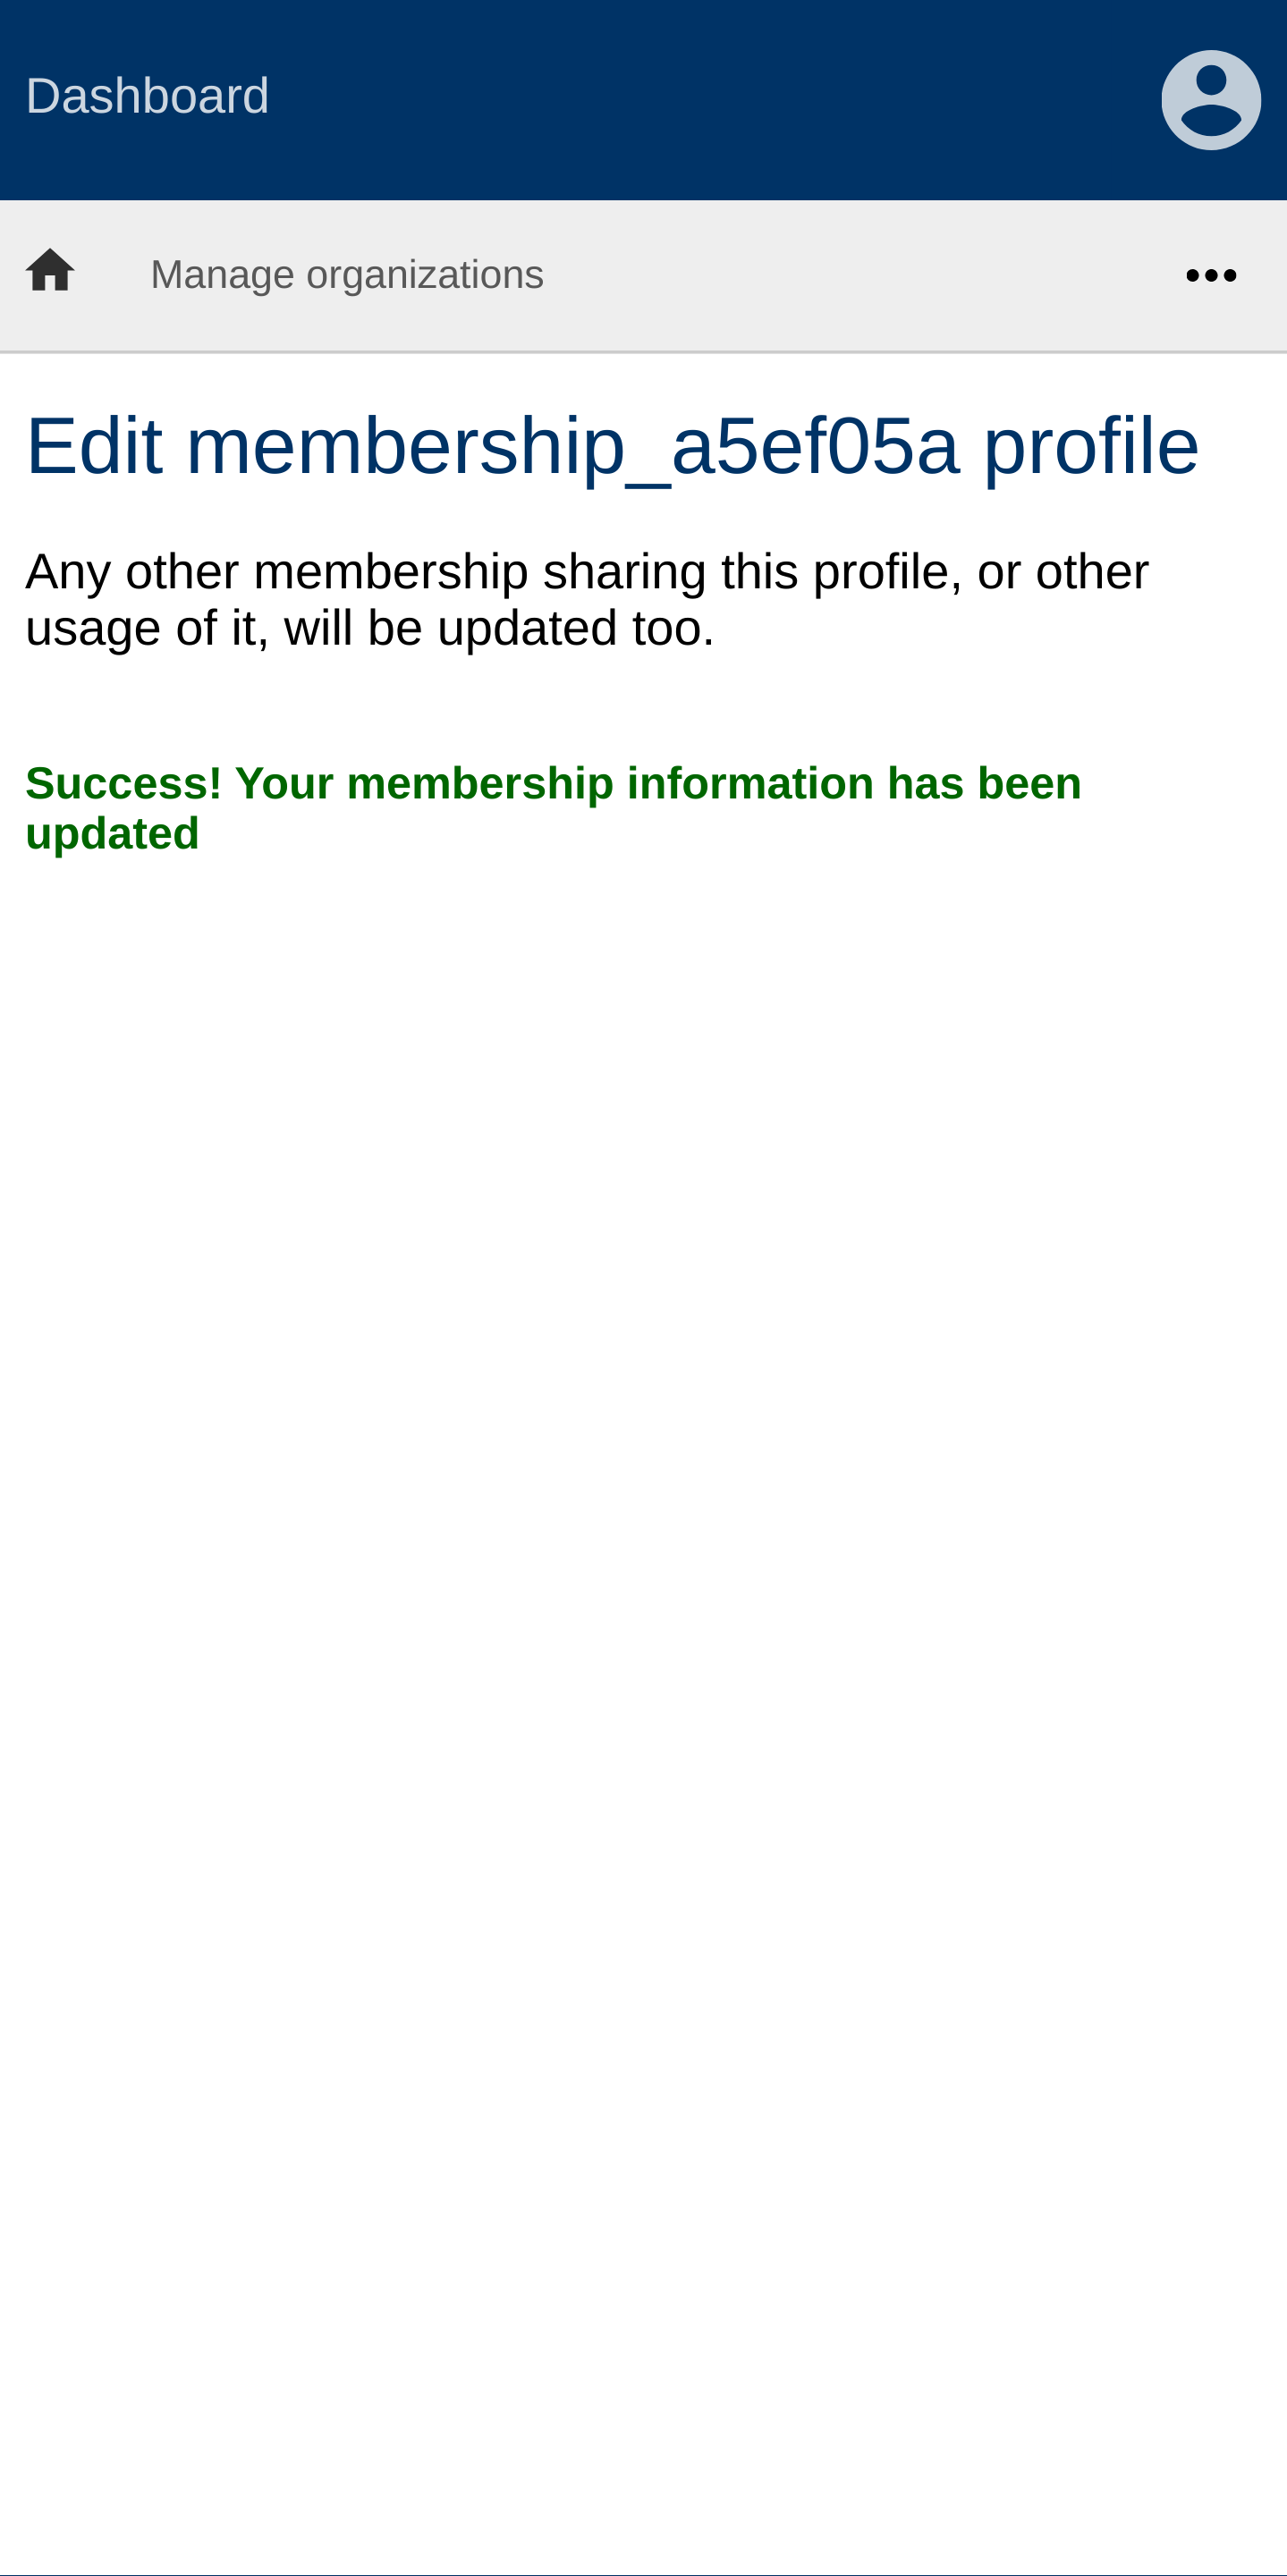 Dashboard
Manage organizations
Edit membership_a5ef05a profile
Any other membership sharing this profile, or other
usage of it, will be updated too.
Success! Your membership information has been
updated